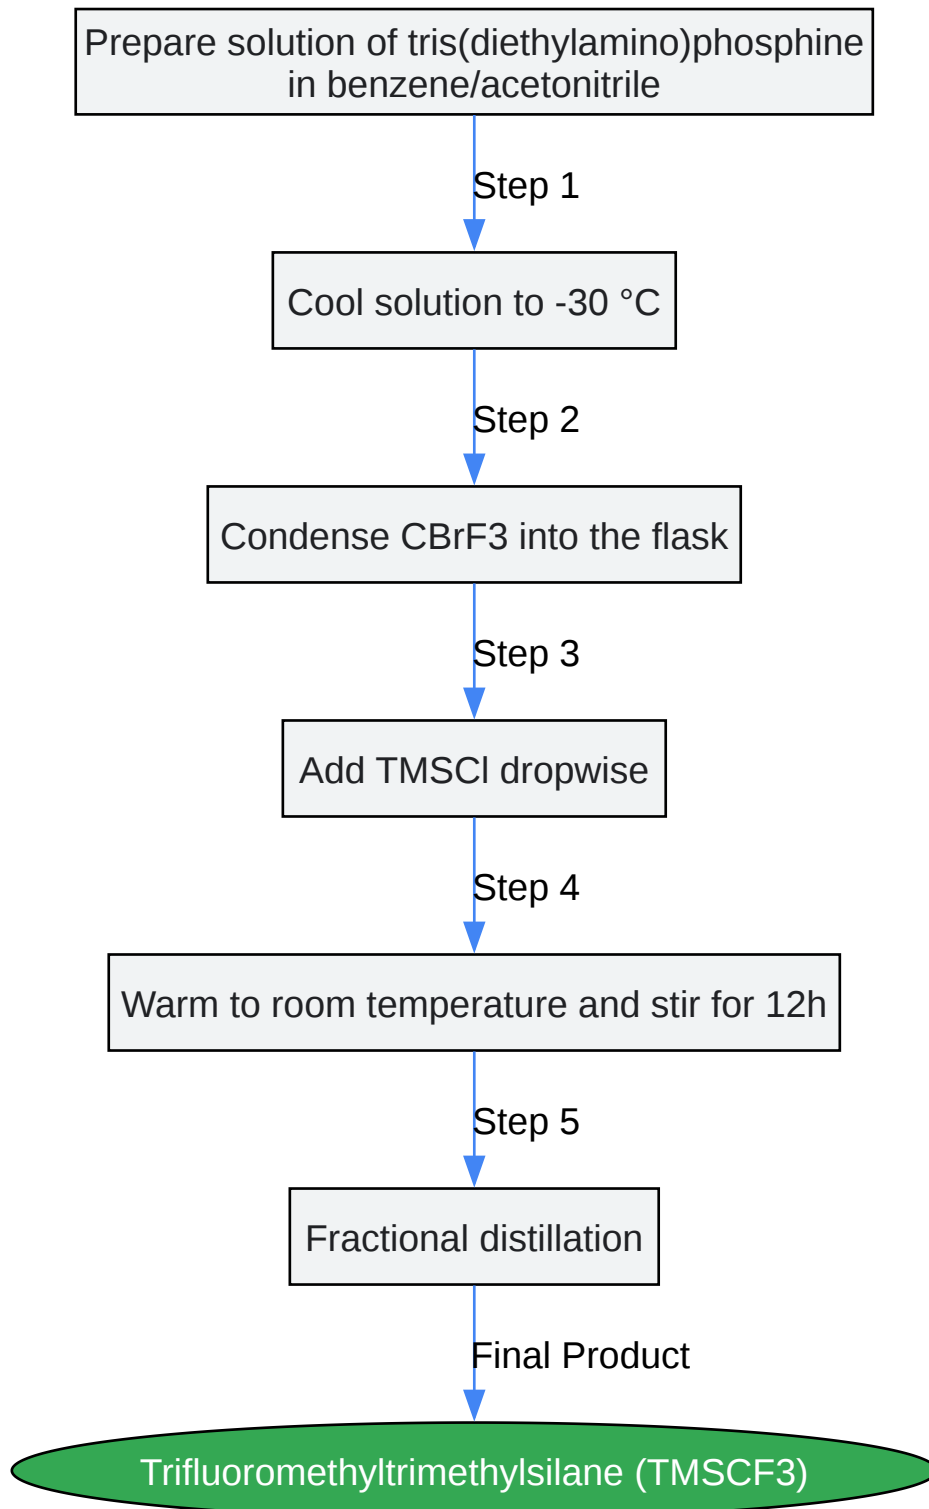 Prepare solution of tris(diethylamino)phosphine
in benzene/acetonitrile
Step 1
Cool solution to -30 °C
Step 2
Condense CBrF3 into the flask
Step 3
Add TMSCl dropwise
Step 4
Warm to room temperature and stir for 12h
Step 5
Fractional distillation
Final Product
Trifluoromethyltrimethylsilane (TMSCF3)